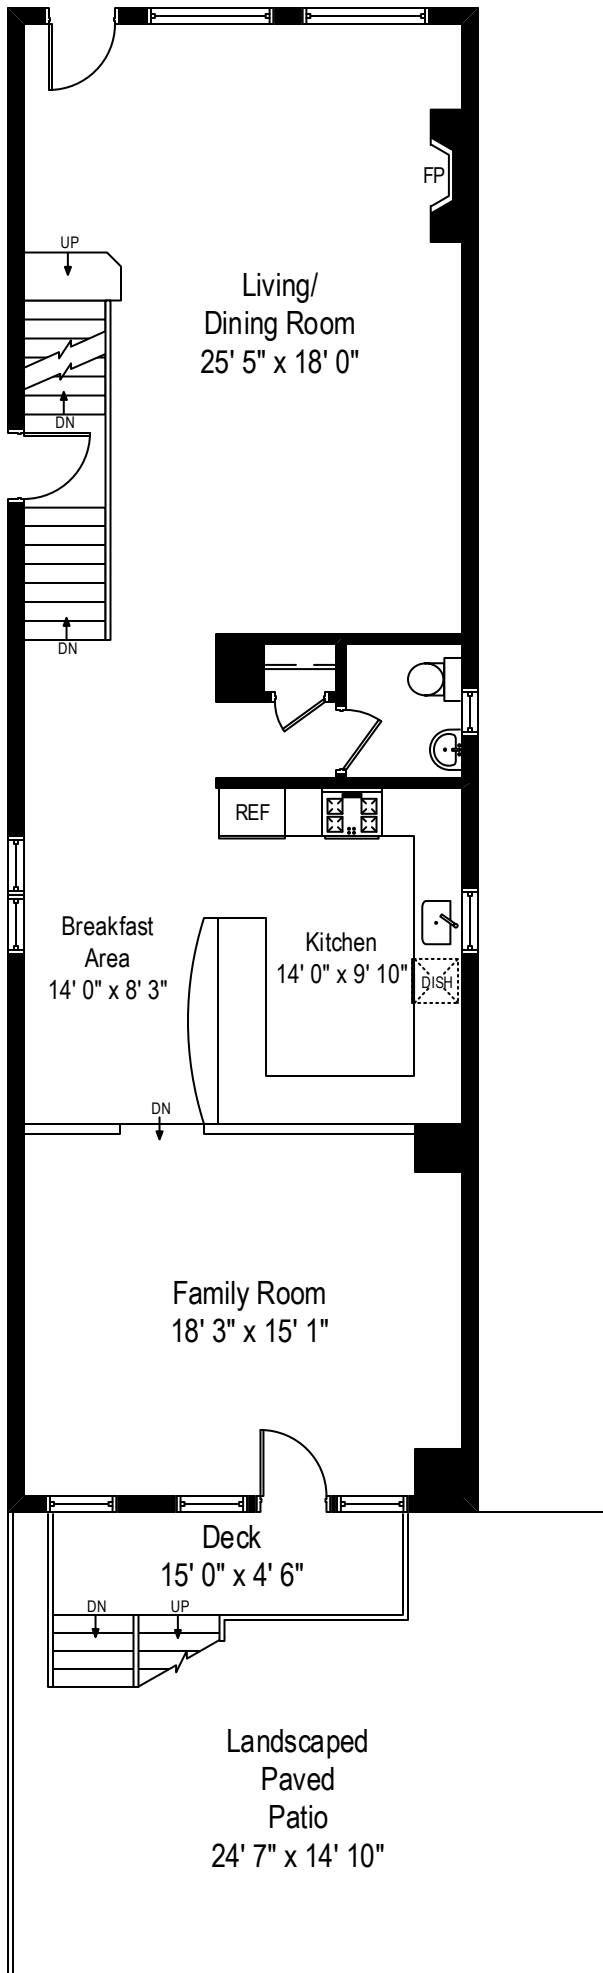 FP
UP
Living/
Dining Room
25' 5" x 18' 0"
DN
DN
REF
Breakfast
Area
14' 0" x 8' 3"
Kitchen
14' 0" x 9' 10"
DISH
DN
Family Room
18' 3" x 15' 1"
Deck
15' 0" x 4' 6"
DN
UP
Landscaped
Paved
Patio
24' 7" x 14' 10"